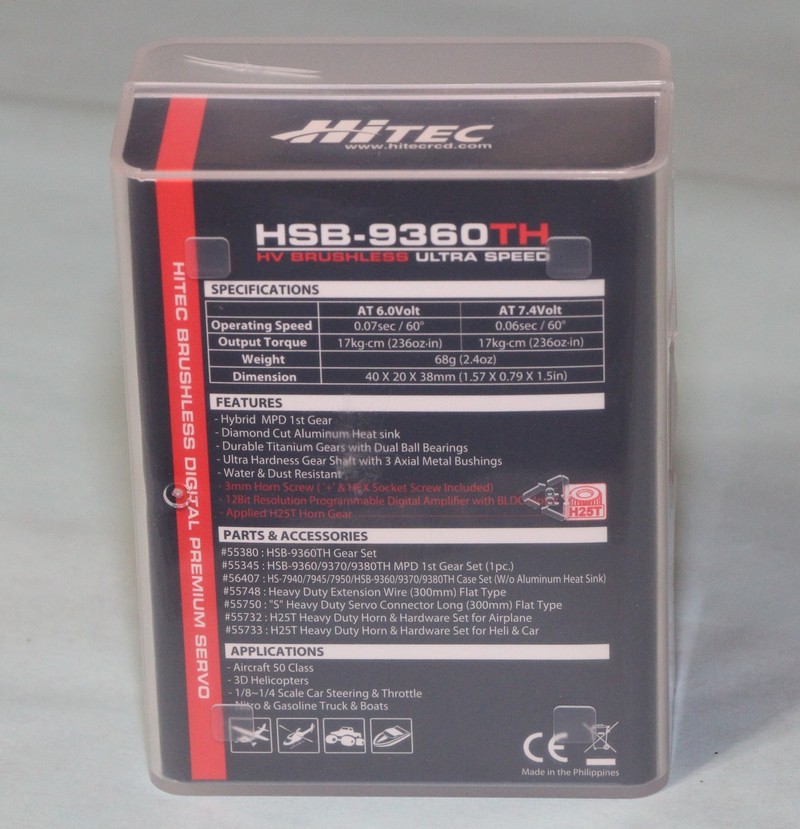 HiTEC
www.hitecrcd.com
HSB-9360TH
HV BRUSHLESS ULTRA SPEED
HITEC BRUSHLESS DIGITAL PREMIUM SERVO
SPECIFICATIONS
AT 6.0Volt AT 7.4Volt
Operating Speed 0.07sec / 60° 0.06sec / 60°
Output Torque 17kg-cm (236oz-in) 17kg-cm (236oz-in)
Weight 68g (2.4oz)
Dimension 40 X 20 X 38mm (1.57 X 0.79 X 1.5in)
FEATURES
- Hybrid MPD 1st Gear
- Diamond Cut Aluminum Heat sink
- Durable Titanium Gears with Dual Ball Bearings
- Ultra Hardness Gear Shaft with 3 Axial Metal Bushings
- Water & Dust Resistant
- 3mm Horn Screw ( '+' & HEX Socket Screw Included)
- 12Bit Resolution Programmable Digital Amplifier with
- Applied H25T Horn Gear
H25T
PARTS & ACCESSORIES
#55380 : HSB-9360TH Gear Set
#55345 : HSB-9360/9370/9380TH MPD 1st Gear Set (1pc.)
#56407 : HS-7940/7945/7950/HSB-9360/9370/9380TH Case Set (W/o Aluminum Heat Sink)
#55748 : Heavy Duty Extension Wire (300mm) Flat Type
#55750 : "S" Heavy Duty Servo Connector Long (300mm) Flat Type
#55732 : H25T Heavy Duty Horn & Hardware Set for Airplane
#55733 : H25T Heavy Duty Horn & Hardware Set for Heli & Car
APPLICATIONS
- Aircraft 50 Class
- 3D Helicopters
- 1/8~1/4 Scale Car Steering & Throttle
- Nitro & Gasoline Truck & Boats
CE
Made in the Philippines